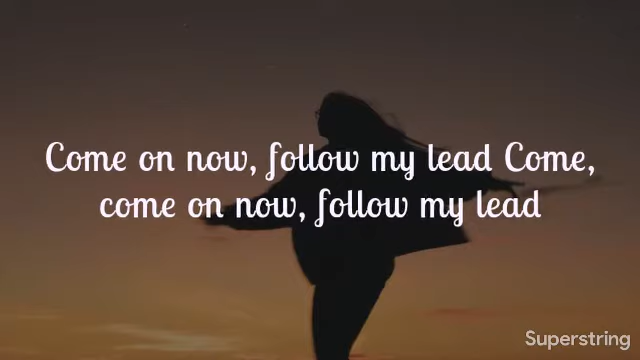 Come on now, follow my lead Come,
come on now, follow my lead
Superstring